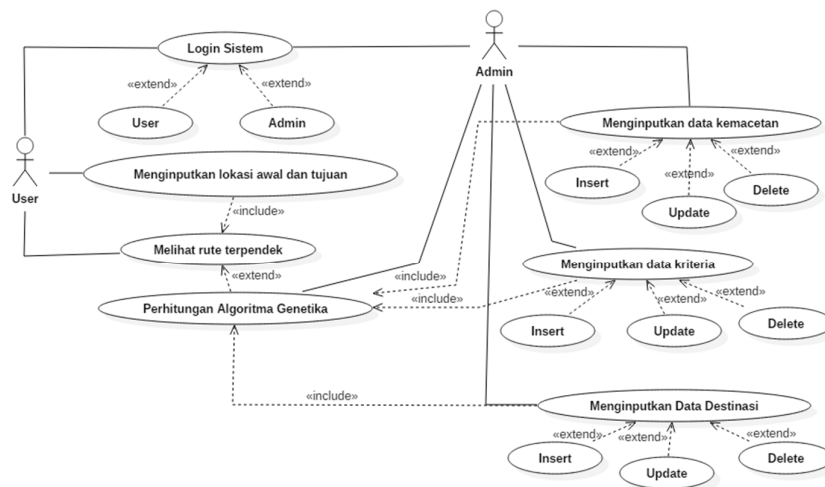 Login Sistem
Admin
«extend»
«extend»
User
Admin
Menginputkan data kemacetan
«extend»
«extend»
«extend»
Insert
Update
Delete
User
Menginputkan lokasi awal dan tujuan
«include»
Melihat rute terpendek
«extend»
Perhitungan Algoritma Genetika
«include»
«include»
Menginputkan data kriteria
«extend»
«extend»
«extend»
Insert
Update
Delete
«include»
Menginputkan Data Destinasi
«extend»
«extend»
«extend»
Insert
Update
Delete